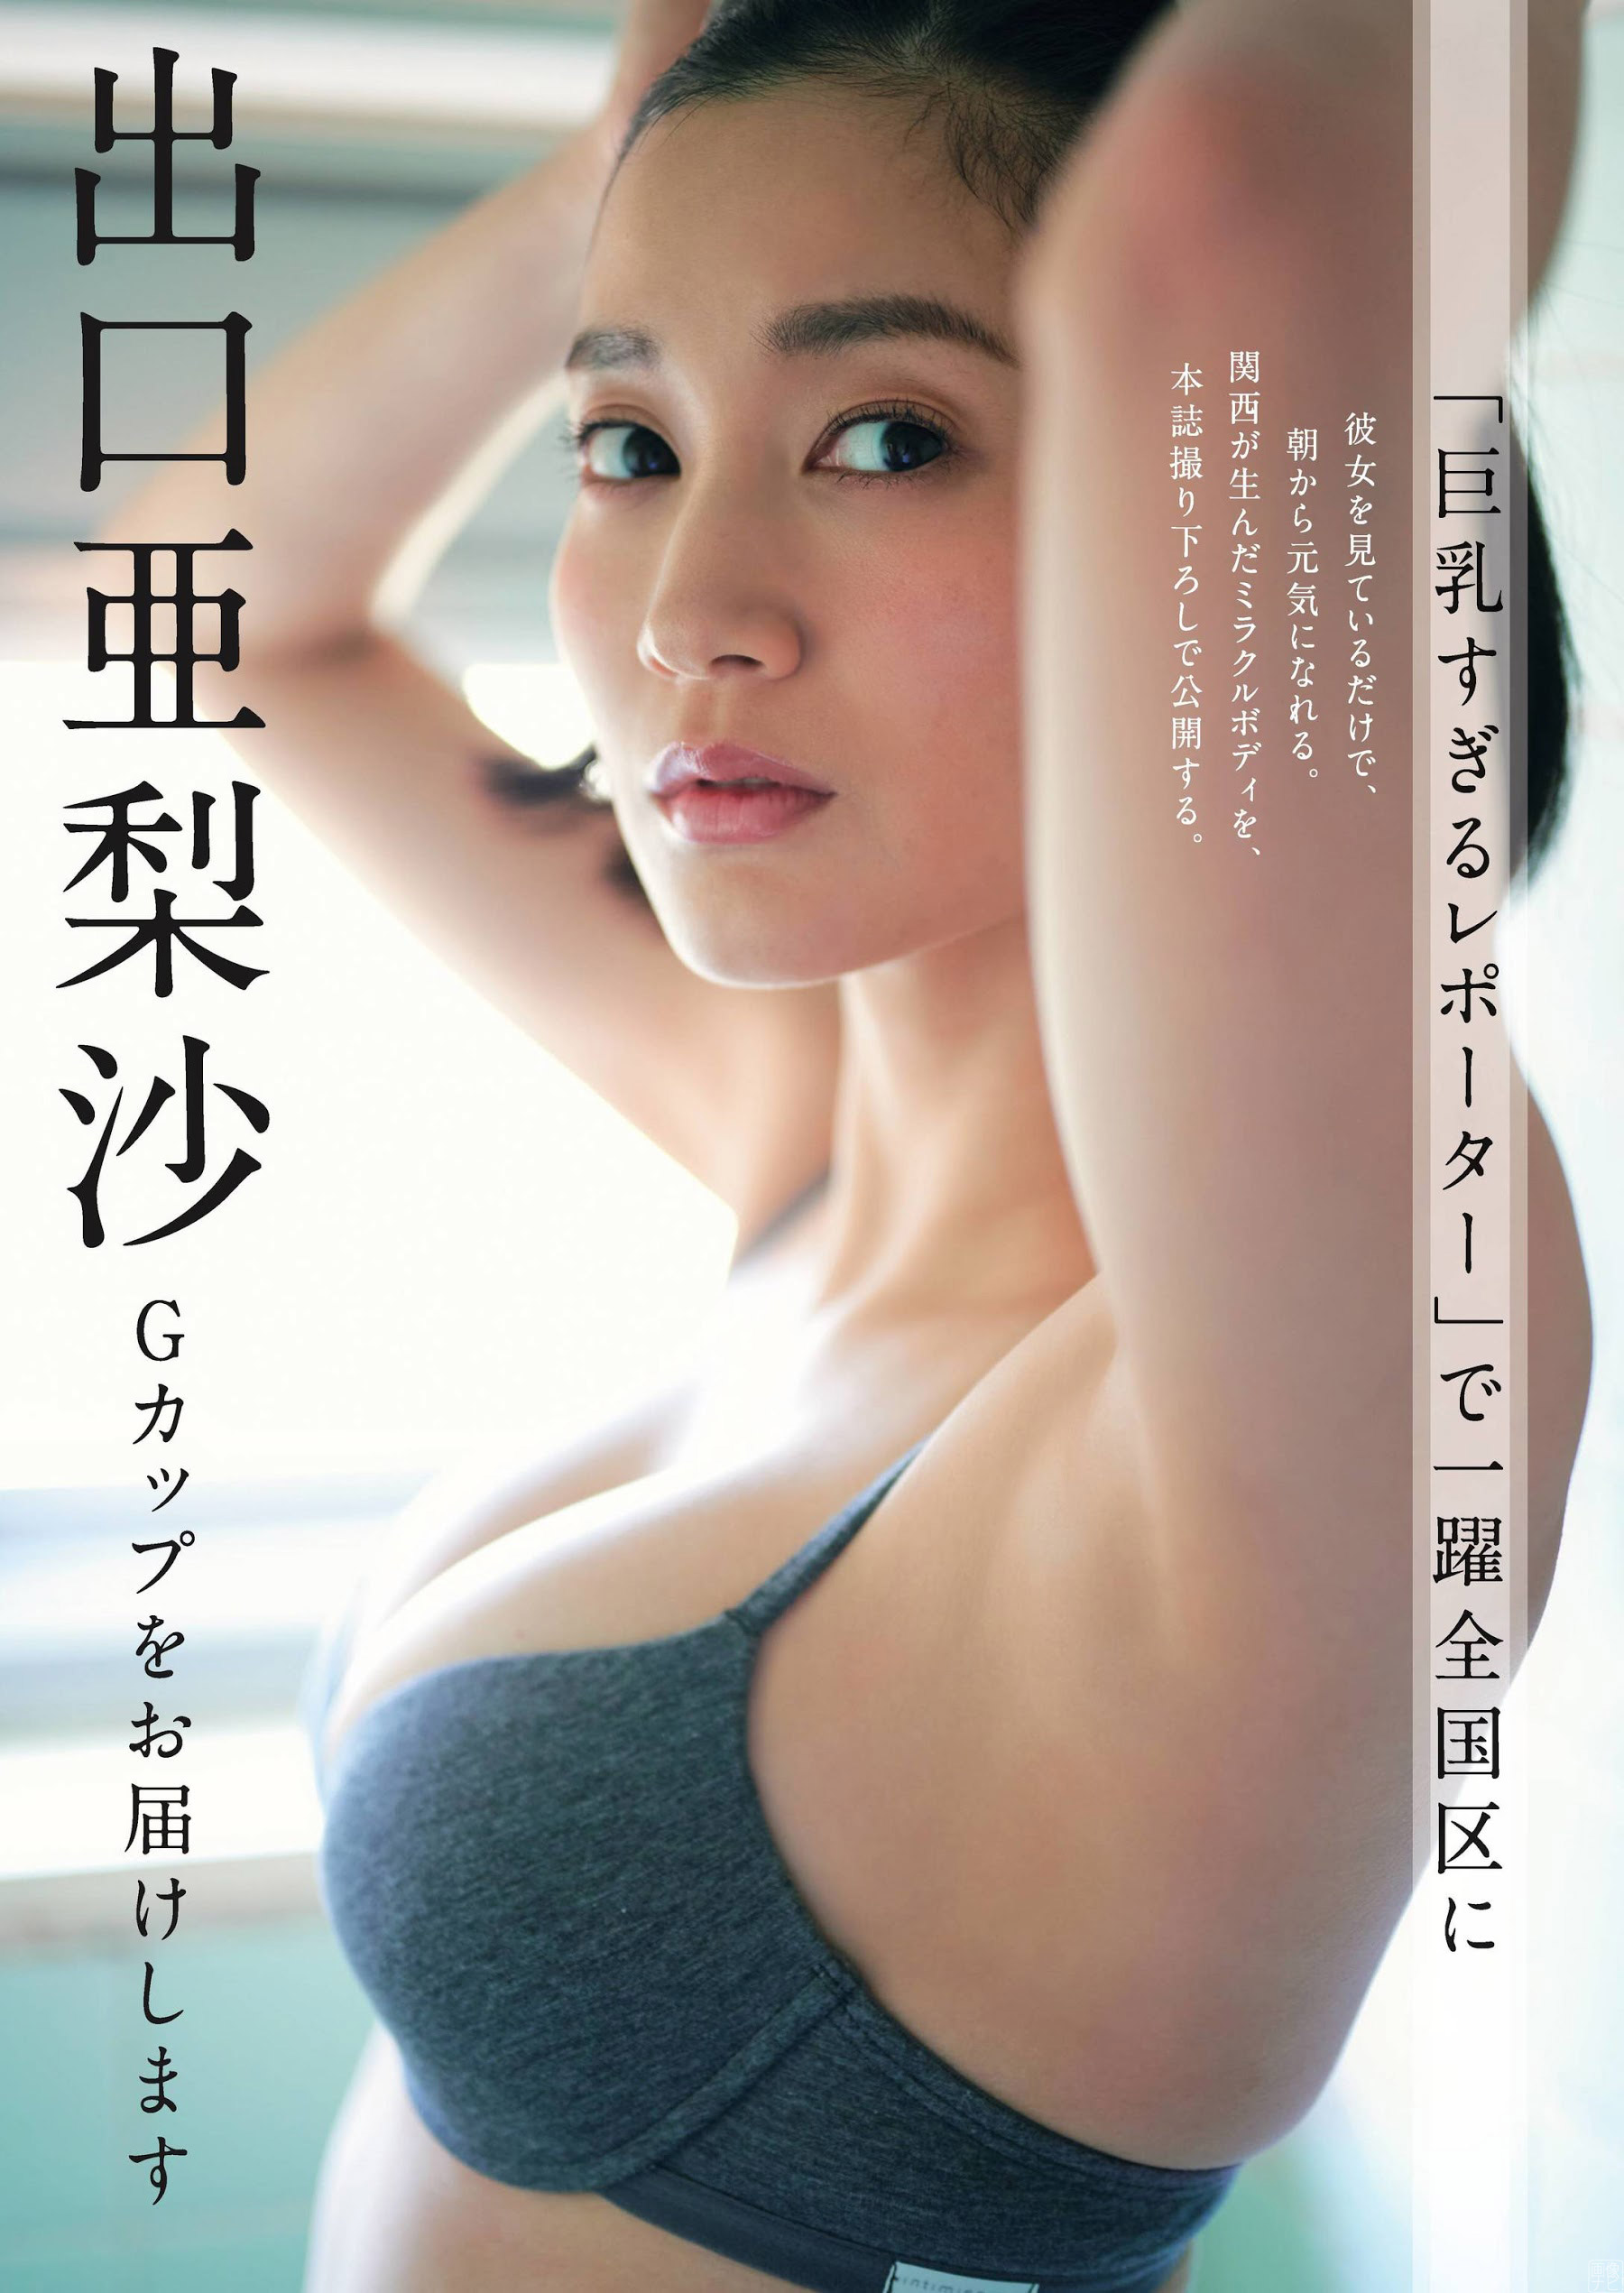 「巨乳すぎるレポーター」で一躍全国区に
彼女を見ているだけで、
朝から元気になれる。
関西が生んだミラクルボディを、
本誌撮り下ろしで公開する。
出口亜梨沙
Gカップをお届けします